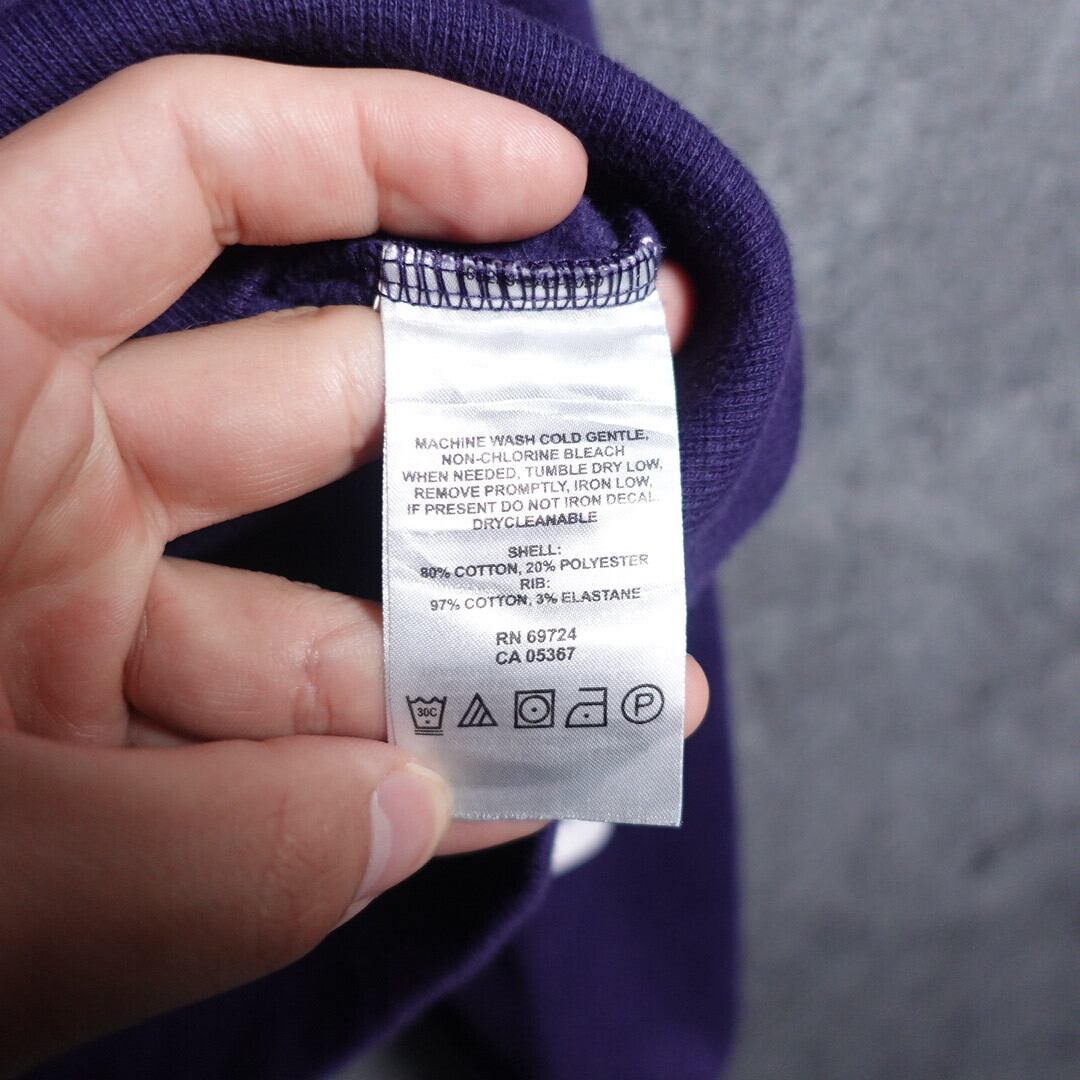 MACHINE WASH COLD GENTLE,
NON-CHLORINE BLEACH
WHEN NEEDED, TUMBLE DRY LOW,
REMOVE PROMPTLY, IRON LOW,
IF PRESENT DO NOT IRON DECAL.
DRYCLEANABLE
SHELL:
80% COTTON, 20% POLYESTER
RIB:
97% COTTON, 3% ELASTANE
RN 69724
CA 05367
30C
P